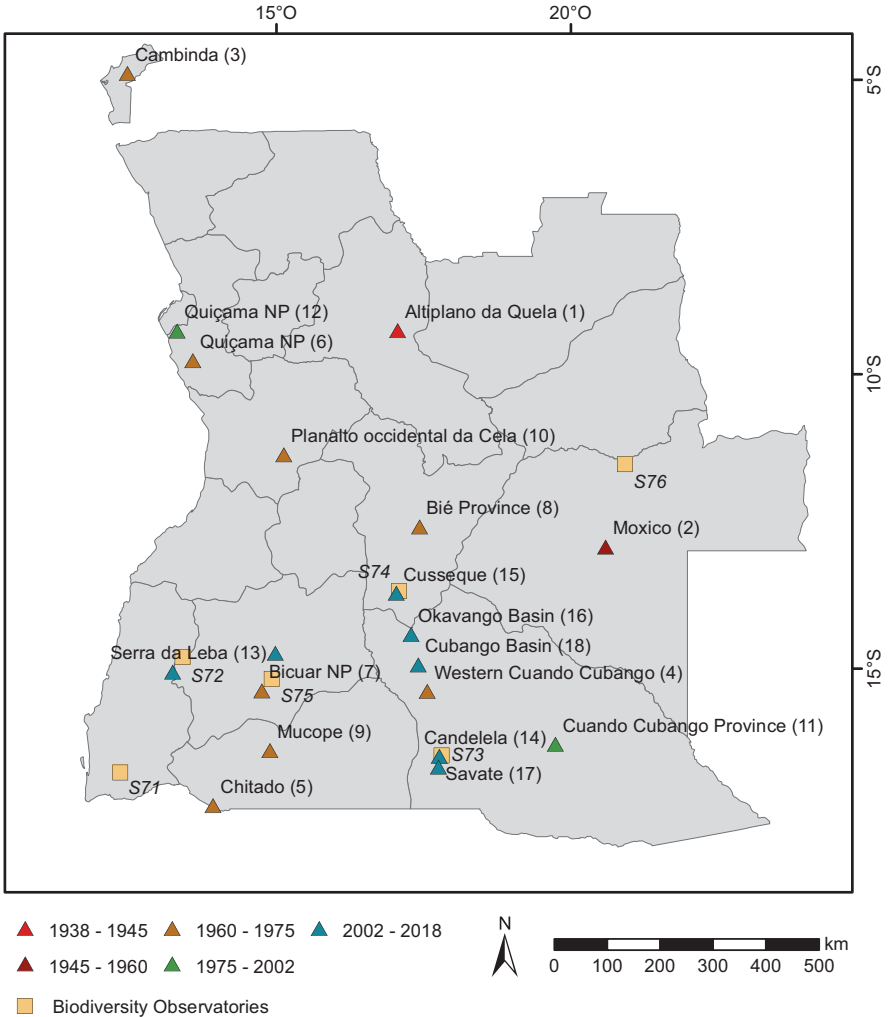 15°O
20°O
Cambinda (3)
5°S
Quiçama NP (12)
Altiplano da Quela (1)
Quiçama NP (6)
10°S
Planalto occidental da Cela (10)
S76
Bié Province (8)
Moxico (2)
S74
Cusseque (15)
Okavango Basin (16)
Serra da Leba (13)
Cubango Basin (18)
S72
Bicuar NP (7)
Western Cuando Cubango (4)
15°S
S75
Mucope (9)
Candelela (14)
Cuando Cubango Province (11)
S73
Savate (17)
S71
Chitado (5)
1938 - 1945
1960 - 1975
2002 - 2018
N
km
1945 - 1960
1975 - 2002
0 100 200 300 400 500
Biodiversity Observatories